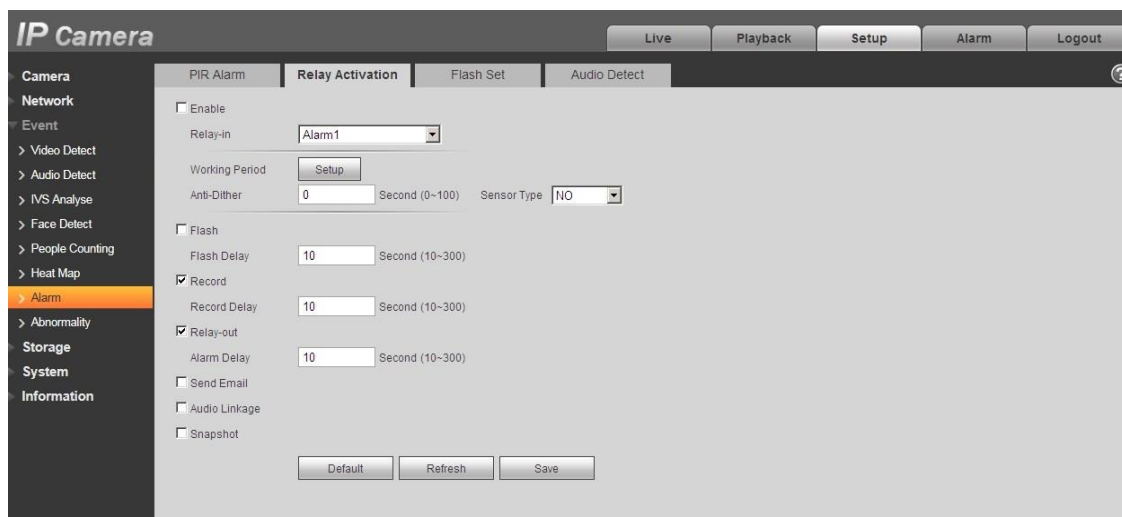 IP Camera
Live Playback Setup Alarm Logout
Camera
Network
Event
> Video Detect
> Audio Detect
> IVS Analyse
> Face Detect
> People Counting
> Heat Map
> Alarm
> Abnormality
Storage
System
Information
PIR Alarm Relay Activation Flash Set Audio Detect
?
Enable
Relay-in Alarm1
Working Period Setup
Anti-Dither 0 Second (0~100) Sensor Type NO
Flash
Flash Delay 10 Second (10~300)
Record
Record Delay 10 Second (10~300)
Relay-out
Alarm Delay 10 Second (10~300)
Send Email
Audio Linkage
Snapshot
Default Refresh Save